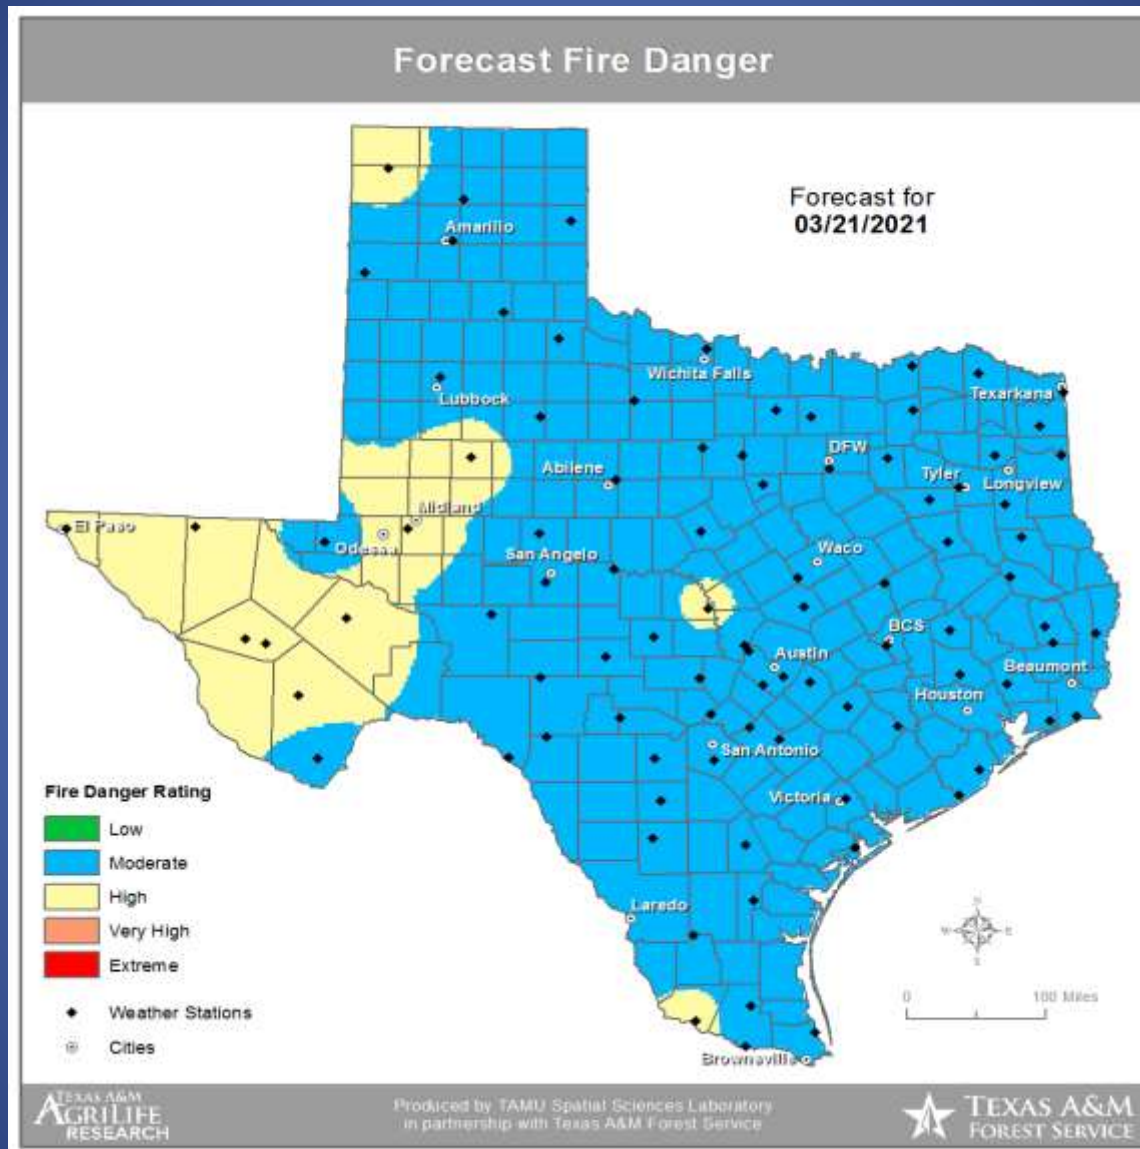 Forecast Fire Danger
Forecast for
03/21/2021
Amarillo
Wichita Falls
Texarkana
Lubbock
DFW
Abilene
Tyler
Longview
Midland
El Paso
Odessa
San Angelo
Waco
BCS
Austin
Beaumont
Houston
San Antonio
Victoria
Fire Danger Rating
Low
Moderate
High
Very High
Extreme
Laredo
N
W
E
S
0 100 Miles
Weather Stations
Cities
Brownsville
TEXAS A&M
AGRILIFE
RESEARCH
Produced by TAMU Spatial Sciences Laboratory
in partnership with Texas A&M Forest Service
TEXAS A&M
FOREST SERVICE